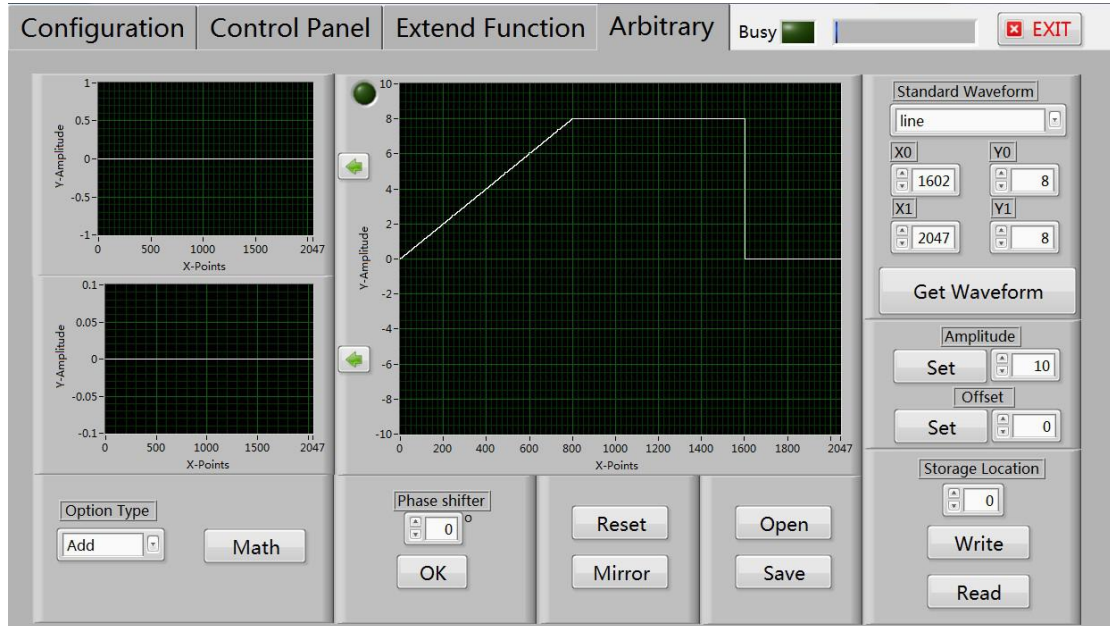 Configuration
Control Panel
Extend Function
Arbitrary
Busy
EXIT
1
0.5
0
-0.5
-1
Y-Amplitude
0 500 1000 1500 2047
X-Points
0.1
0.05
0
-0.05
-0.1
Y-Amplitude
0 500 1000 1500 2047
X-Points
Option Type
Add
Math
10
8
6
4
2
0
-2
-4
-6
-8
-10
Y-Amplitude
0 200 400 600 800 1000 1200 1400 1600 1800 2047
X-Points
Phase shifter
0 o
OK
Reset
Mirror
Open
Save
Standard Waveform
line
X0 Y0
1602 8
X1 Y1
2047 8
Get Waveform
Amplitude
Set 10
Offset
Set 0
Storage Location
0
Write
Read